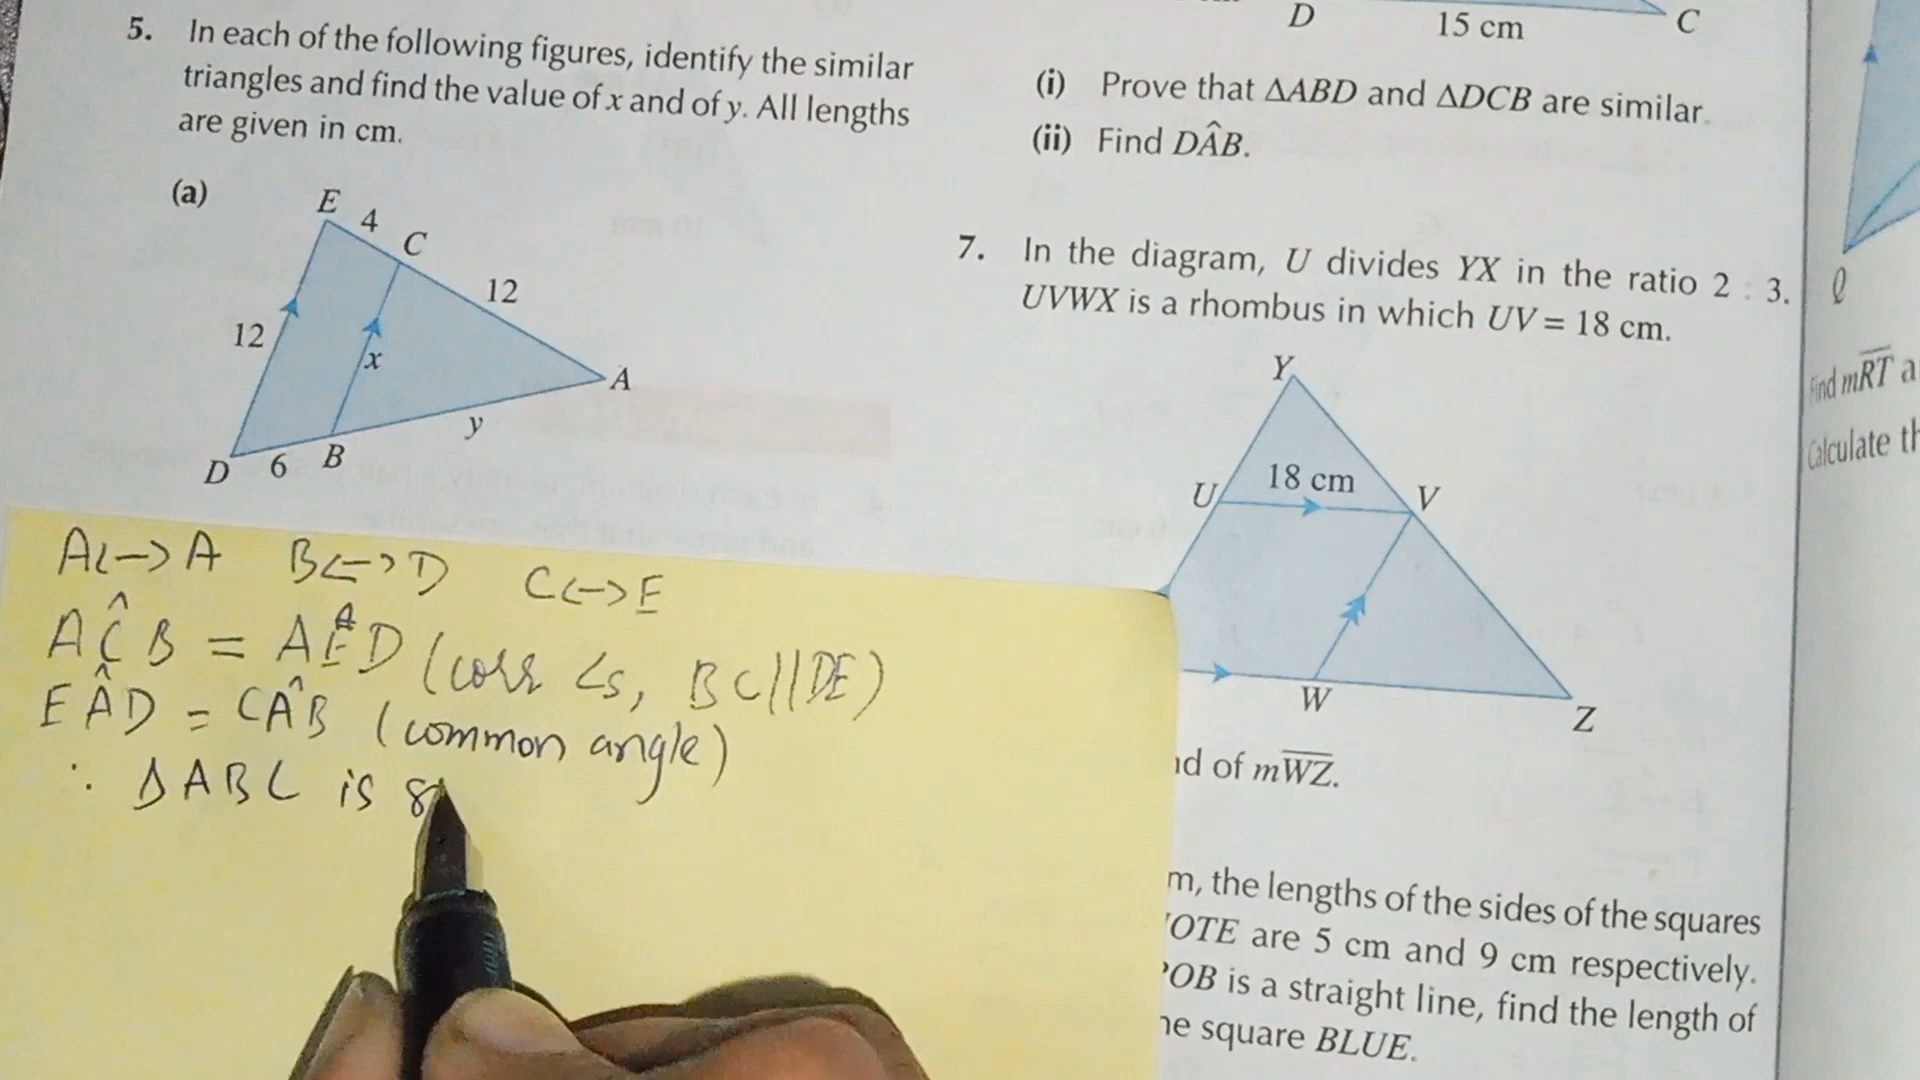 5. In each of the following figures, identify the similar
triangles and find the value of x and of y. All lengths
are given in cm.
(a)
E
4
C
12
12
x
A
y
D
6
B
A<->A B<->D C<->E
AĈB = AÊD (corr ∠s, BC//DE)
EÂD = CÂB (common angle)
∴ ΔABC is s
D
15 cm
C
(i) Prove that ΔABD and ΔDCB are similar.
(ii) Find DÂB.
7. In the diagram, U divides YX in the ratio 2 : 3.
UVWX is a rhombus in which UV = 18 cm.
Y
18 cm
U
V
W
Z
of mW̅Z̅.
the lengths of the sides of the squares
are 5 cm and 9 cm respectively.
is a straight line, find the length of
square BLUE.
Q
Find mR̅T̅
Calculate